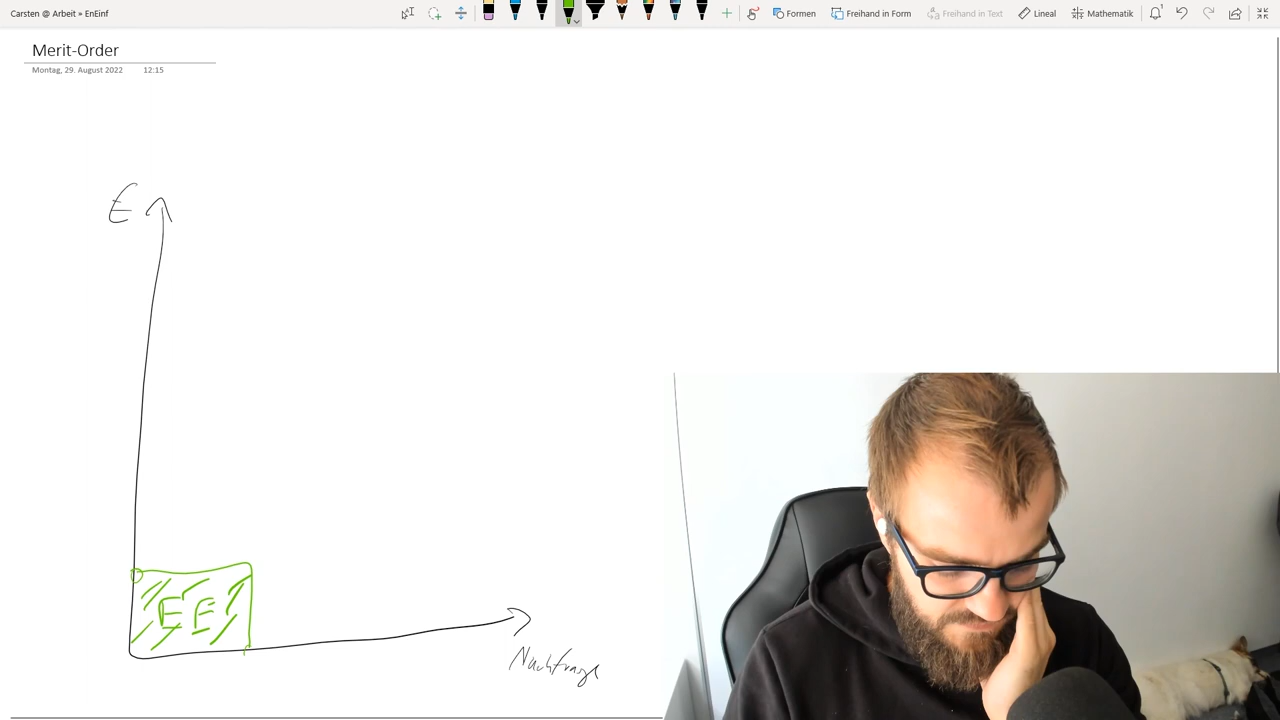 Carsten @ Arbeit » EnEinf
Formen
Freihand in Form
Freihand in Text
Lineal
Mathematik
Merit-Order
Montag, 29. August 2022 12:15
E
EE
Nachfrage